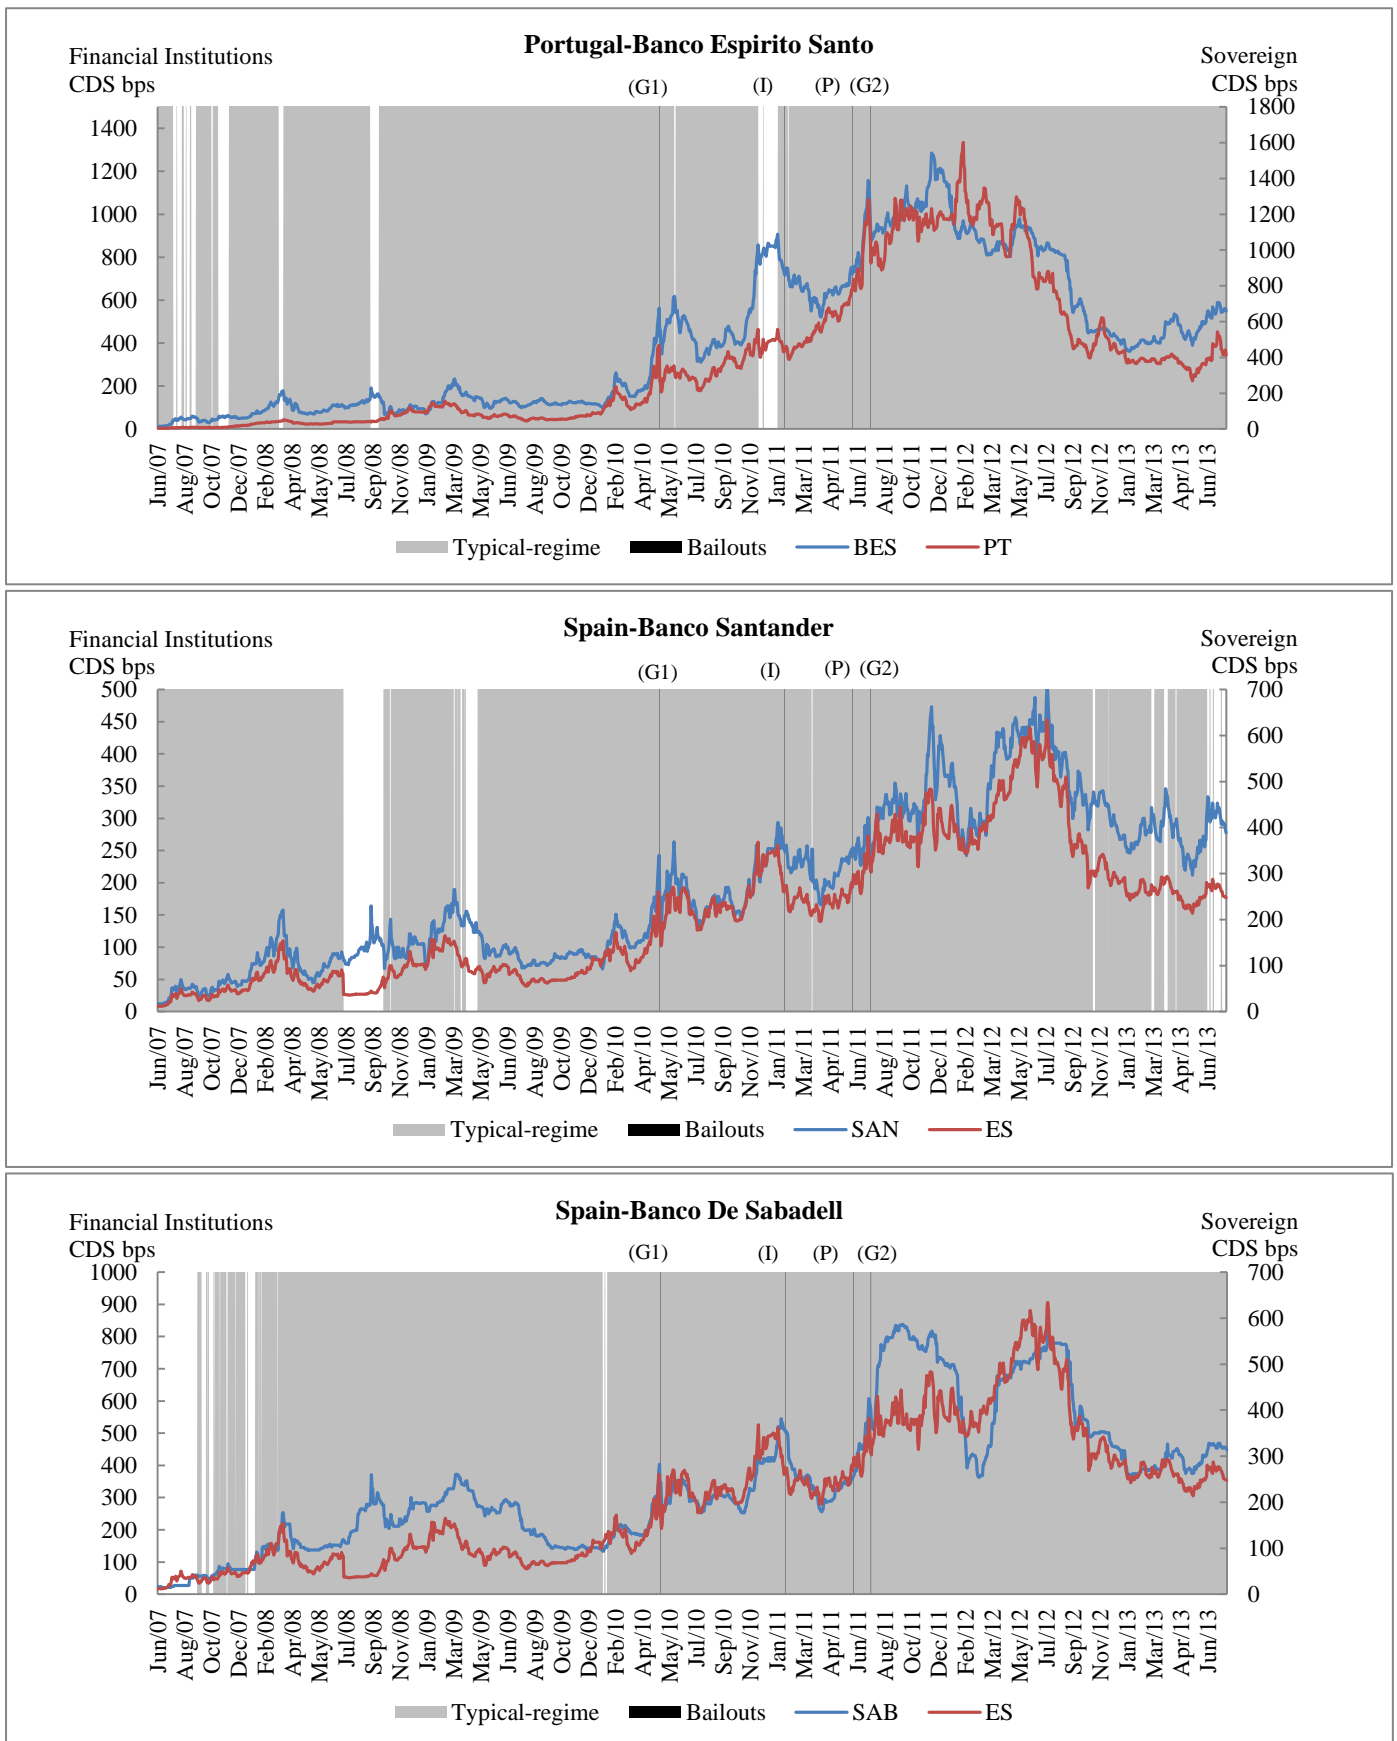 Portugal-Banco Espirito Santo
Financial Institutions
CDS bps
Sovereign
CDS bps
(G1) (I) (P) (G2)
1400
1200
1000
800
600
400
200
0
1800
1600
1400
1200
1000
800
600
400
200
0
Jun/07 Aug/07 Oct/07 Dec/07 Feb/08 Apr/08 May/08 Jul/08 Sep/08 Nov/08 Jan/09 Mar/09 May/09 Jun/09 Aug/09 Oct/09 Dec/09 Feb/10 Apr/10 May/10 Jul/10 Sep/10 Nov/10 Jan/11 Mar/11 Apr/11 Jun/11 Aug/11 Oct/11 Dec/11 Feb/12 Mar/12 May/12 Jul/12 Sep/12 Nov/12 Jan/13 Mar/13 Apr/13 Jun/13
Typical-regime Bailouts BES PT
Spain-Banco Santander
Financial Institutions
CDS bps
Sovereign
CDS bps
(G1) (I) (P) (G2)
500
450
400
350
300
250
200
150
100
50
0
700
600
500
400
300
200
100
0
Jun/07 Aug/07 Oct/07 Dec/07 Feb/08 Apr/08 May/08 Jul/08 Sep/08 Nov/08 Jan/09 Mar/09 May/09 Jun/09 Aug/09 Oct/09 Dec/09 Feb/10 Apr/10 May/10 Jul/10 Sep/10 Nov/10 Jan/11 Mar/11 Apr/11 Jun/11 Aug/11 Oct/11 Dec/11 Feb/12 Mar/12 May/12 Jul/12 Sep/12 Nov/12 Jan/13 Mar/13 Apr/13 Jun/13
Typical-regime Bailouts SAN ES
Spain-Banco De Sabadell
Financial Institutions
CDS bps
Sovereign
CDS bps
(G1) (I) (P) (G2)
1000
900
800
700
600
500
400
300
200
100
0
700
600
500
400
300
200
100
0
Jun/07 Aug/07 Oct/07 Dec/07 Feb/08 Apr/08 May/08 Jul/08 Sep/08 Nov/08 Jan/09 Mar/09 May/09 Jun/09 Aug/09 Oct/09 Dec/09 Feb/10 Apr/10 May/10 Jul/10 Sep/10 Nov/10 Jan/11 Mar/11 Apr/11 Jun/11 Aug/11 Oct/11 Dec/11 Feb/12 Mar/12 May/12 Jul/12 Sep/12 Nov/12 Jan/13 Mar/13 Apr/13 Jun/13
Typical-regime Bailouts SAB ES